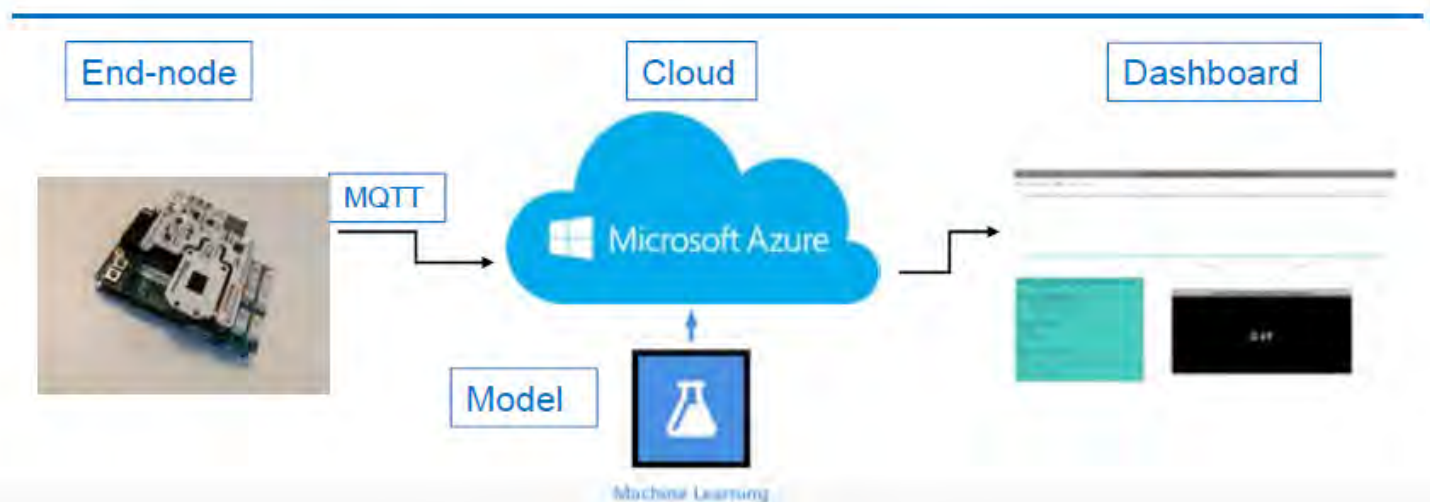 End-node
Cloud
Dashboard
MQTT
Microsoft Azure
Model
Machine Learning